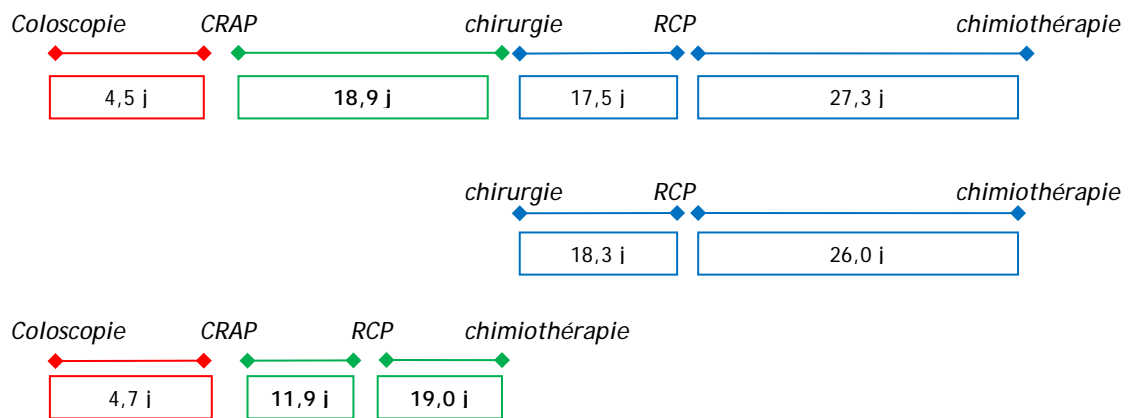 Coloscopie CRAP chirurgie RCP chimiothérapie
4,5 j 18,9 j 17,5 j 27,3 j
chirurgie RCP chimiothérapie
18,3 j 26,0 j
Coloscopie CRAP RCP chimiothérapie
4,7 j 11,9 j 19,0 j